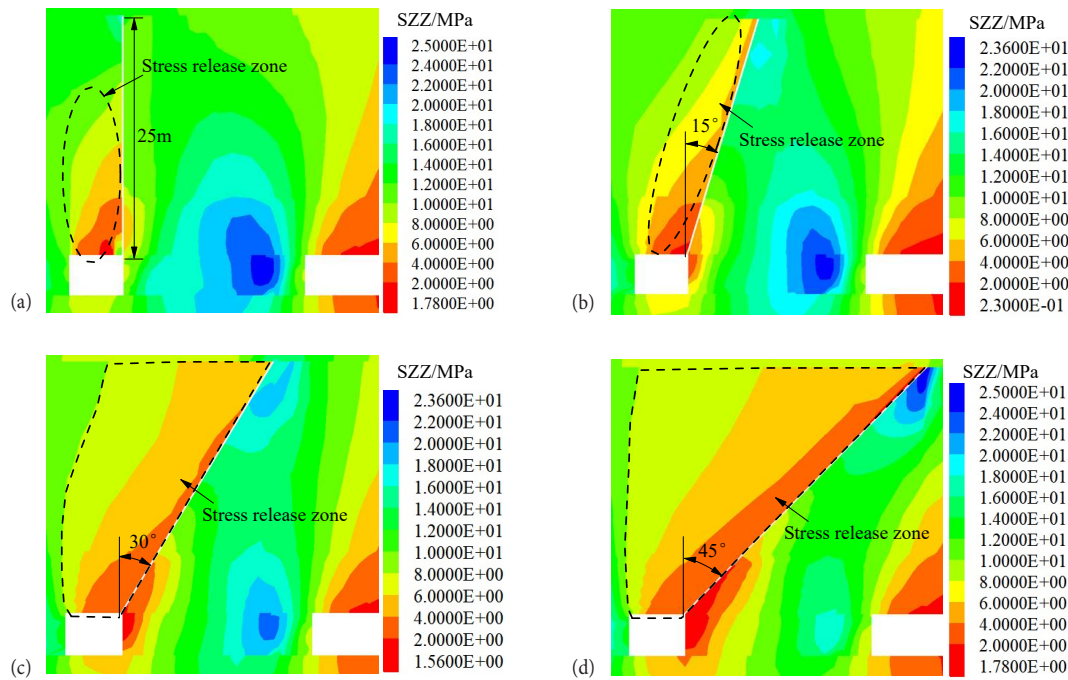 SZZ/MPa
2.5000E+01
2.4000E+01
2.2000E+01
2.0000E+01
1.8000E+01
1.6000E+01
1.4000E+01
1.2000E+01
1.0000E+01
8.0000E+00
6.0000E+00
4.0000E+00
2.0000E+00
1.7800E+00
Stress release zone
25m
(a)
SZZ/MPa
2.3600E+01
2.2000E+01
2.0000E+01
1.8000E+01
1.6000E+01
1.4000E+01
1.2000E+01
1.0000E+01
8.0000E+00
6.0000E+00
4.0000E+00
2.0000E+00
2.3000E-01
15°
Stress release zone
(b)
SZZ/MPa
2.3600E+01
2.2000E+01
2.0000E+01
1.8000E+01
1.6000E+01
1.4000E+01
1.2000E+01
1.0000E+01
8.0000E+00
6.0000E+00
4.0000E+00
2.0000E+00
1.5600E+00
Stress release zone
30°
(c)
SZZ/MPa
2.5000E+01
2.4000E+01
2.2000E+01
2.0000E+01
1.8000E+01
1.6000E+01
1.4000E+01
1.2000E+01
1.0000E+01
8.0000E+00
6.0000E+00
4.0000E+00
2.0000E+00
1.7800E+00
Stress release zone
45°
(d)